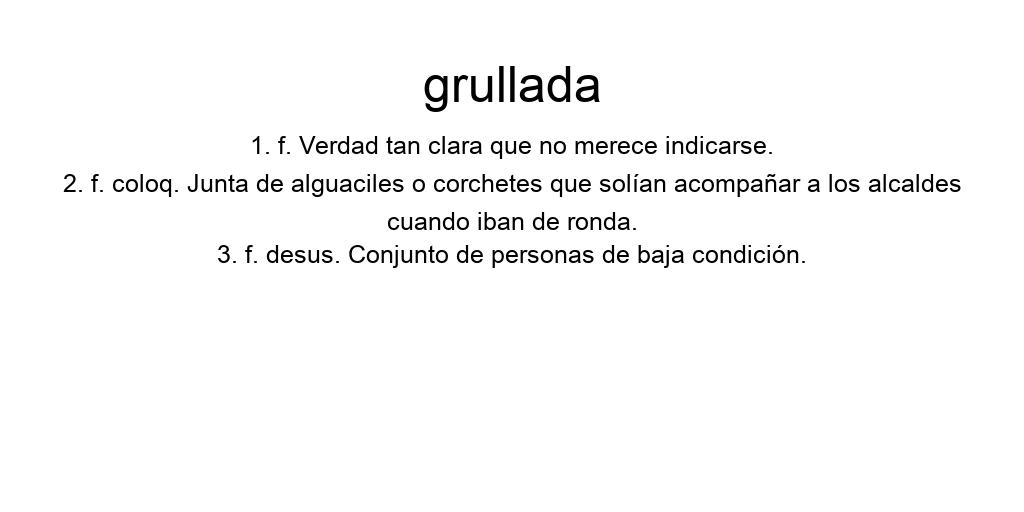 grullada
1. f. Verdad tan clara que no merece indicarse.
2. f. coloq. Junta de alguaciles o corchetes que solían acompañar a los alcaldes
cuando iban de ronda.
3. f. desus. Conjunto de personas de baja condición.